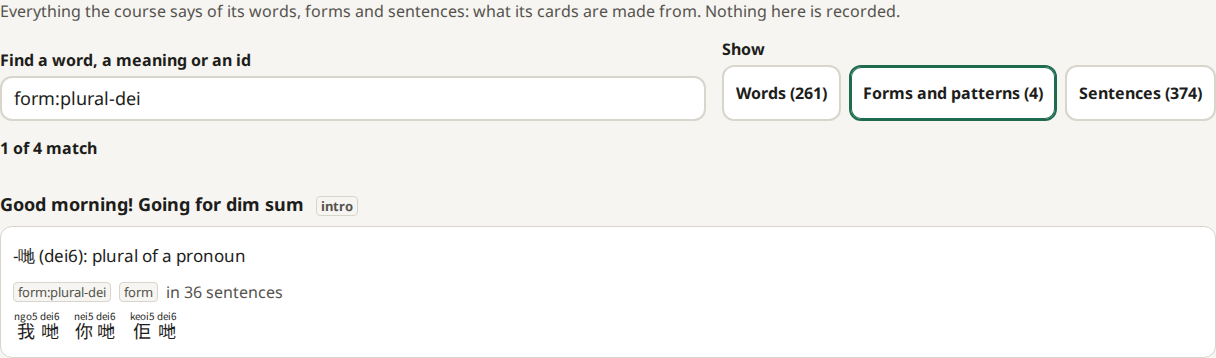 Everything the course says of its words, forms and sentences: what its cards are made from. Nothing here is recorded.
Find a word, a meaning or an id
Show
form:plural-dei
Words (261)
Forms and patterns (4)
Sentences (374)
1 of 4 match
Good morning! Going for dim sum intro
-哋 (dei6): plural of a pronoun
form:plural-dei form in 36 sentences
ngo5 dei6 nei5 dei6 keoi5 dei6
我哋 你哋 佢哋